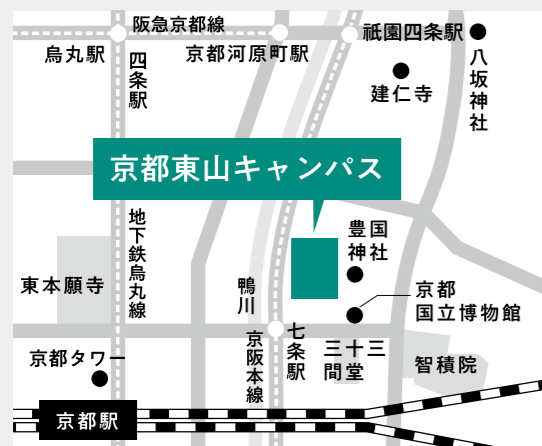 阪急京都線
祇園四条駅
烏丸駅
四条駅
京都河原町駅
八坂神社
建仁寺
京都東山キャンパス
地下鉄烏丸線
豊国
神社
東本願寺
鴨川
京都
国立博物館
京阪本線
七条駅
三十三
間堂
智積院
京都タワー
京都駅